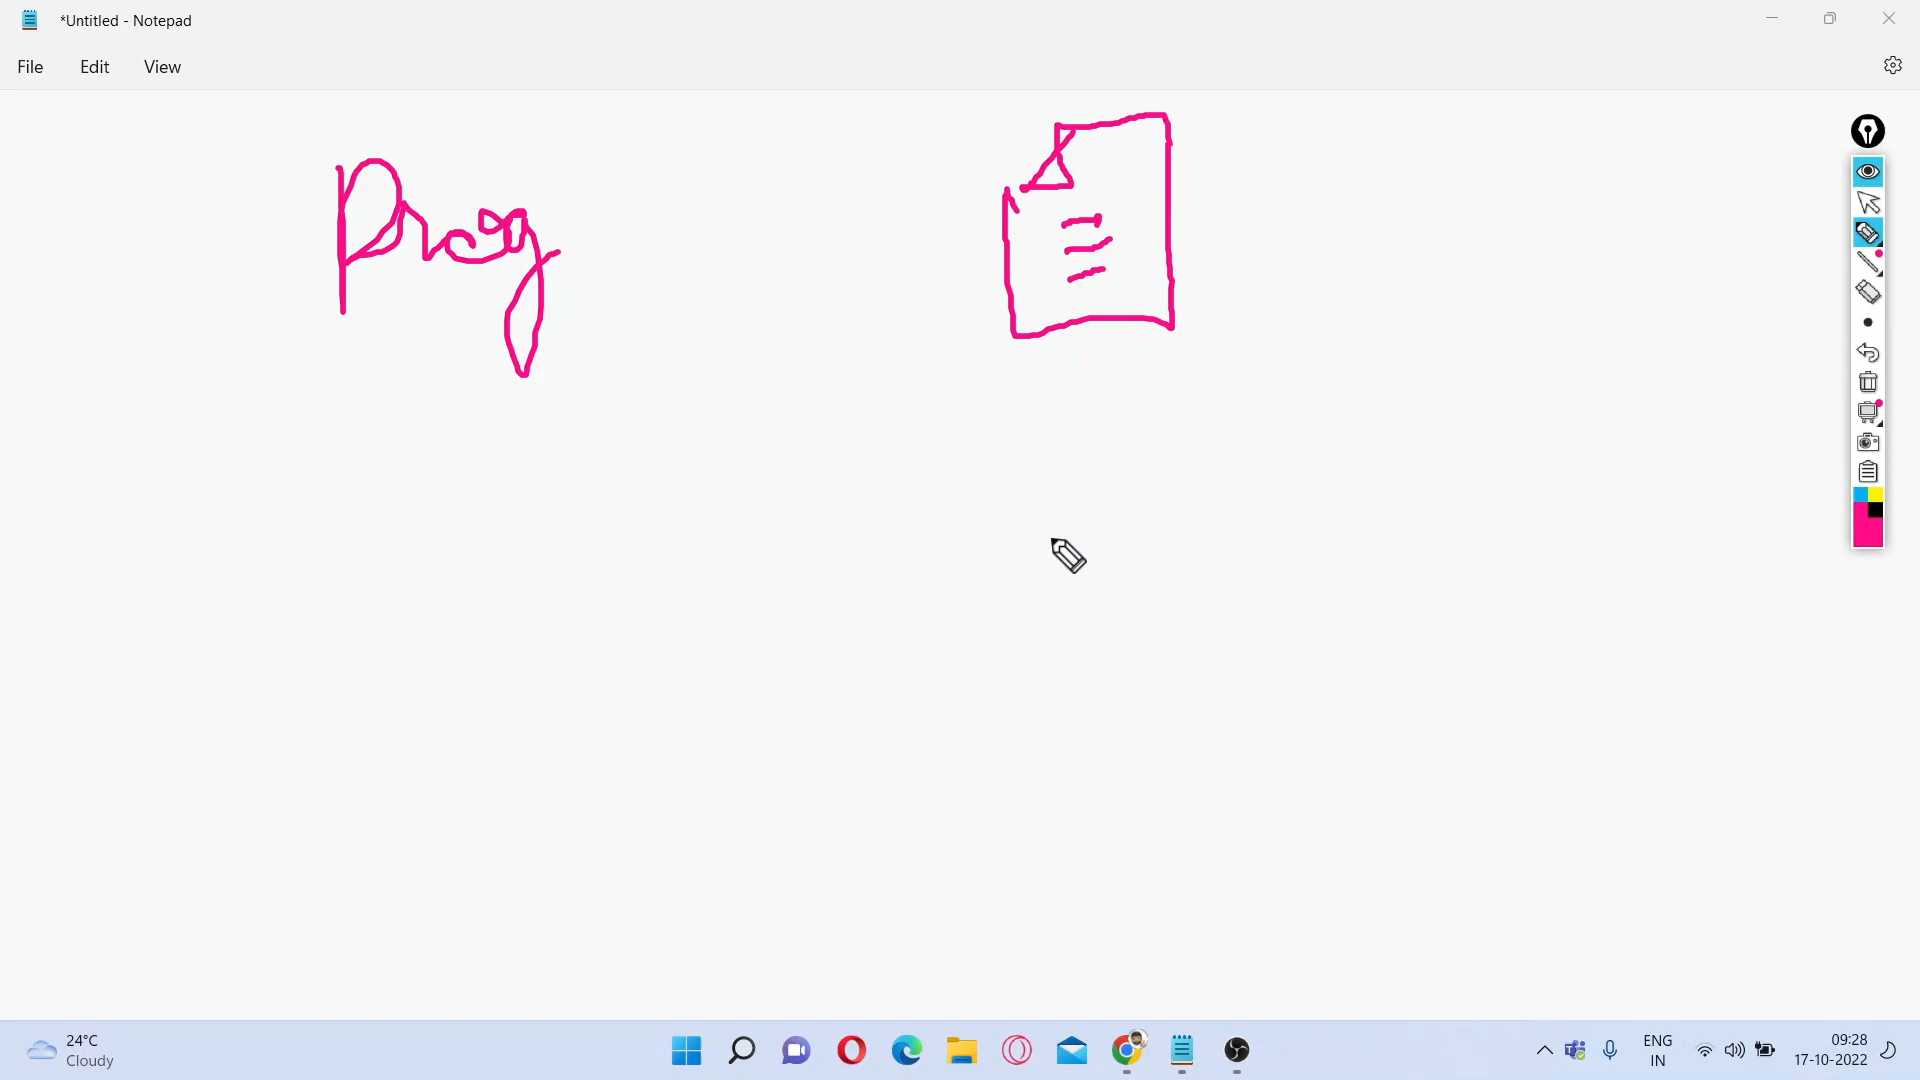 *Untitled - Notepad
File Edit View
Prog
24°C
Cloudy
ENG
IN
09:28
17-10-2022